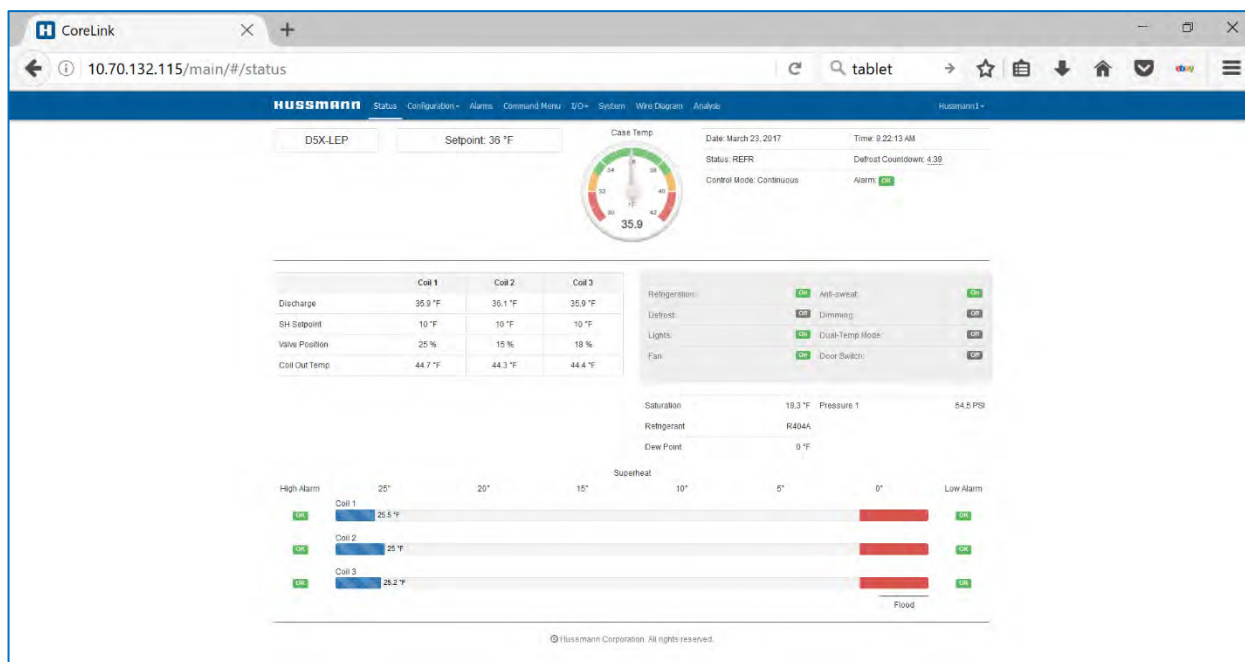 CoreLink
10.70.132.115/main/#/status
tablet
ebay
HUSSMANN Status Configuration Alarms Command Menu I/O System Wire Diagram Analysis Hussmann1
D5X-LEP
Setpoint: 36 °F
Case Temp
34 38
32 40
°F
30 42
35.9
Date: March 23, 2017 Time: 9:22:13 AM
Status: REFR Defrost Countdown: 4:39
Control Mode: Continuous Alarm: OK
Coil 1 Coil 2 Coil 3
Discharge 35.9 °F 36.1 °F 35.9 °F
SH Setpoint 10 °F 10 °F 10 °F
Valve Position 25 % 15 % 18 %
Coil Out Temp 44.7 °F 44.3 °F 44.4 °F
Refrigeration: On Anti-sweat: On
Defrost: Off Dimming: Off
Lights: On Dual-Temp Mode: Off
Fan: On Door Switch: Off
Saturation 19.3 °F Pressure 1 54.5 PSI
Refrigerant R404A
Dew Point 0 °F
Superheat
High Alarm 25° 20° 15° 10° 5° 0° Low Alarm
Coil 1
OK 25.5 °F OK
Coil 2
OK 25 °F OK
Coil 3
OK 25.2 °F OK
Flood
Hussmann Corporation. All rights reserved.